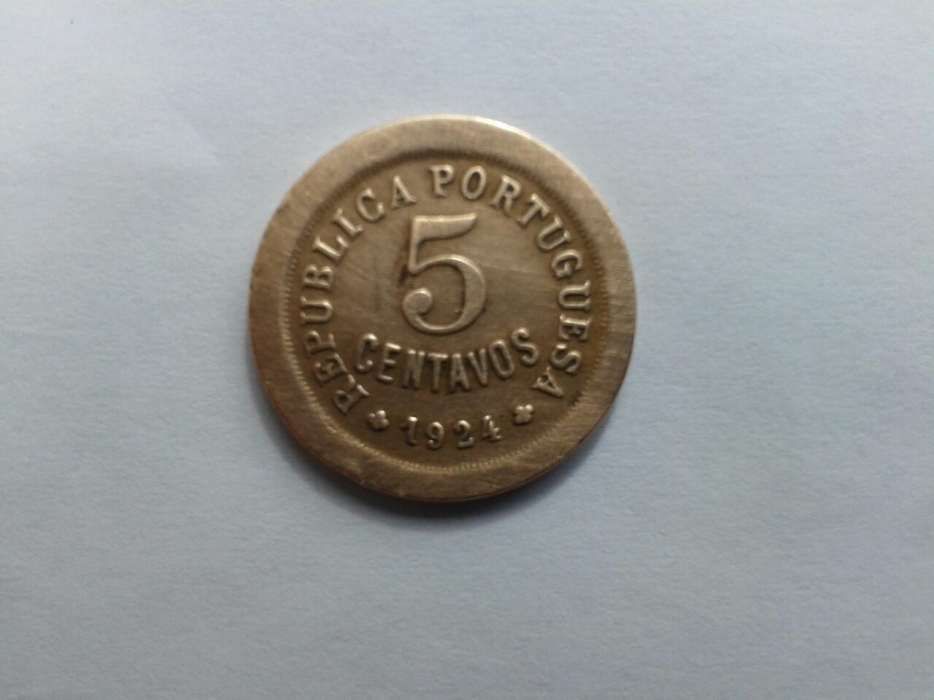 REPUBLICA PORTUGUESA
5
CENTAVOS
1924